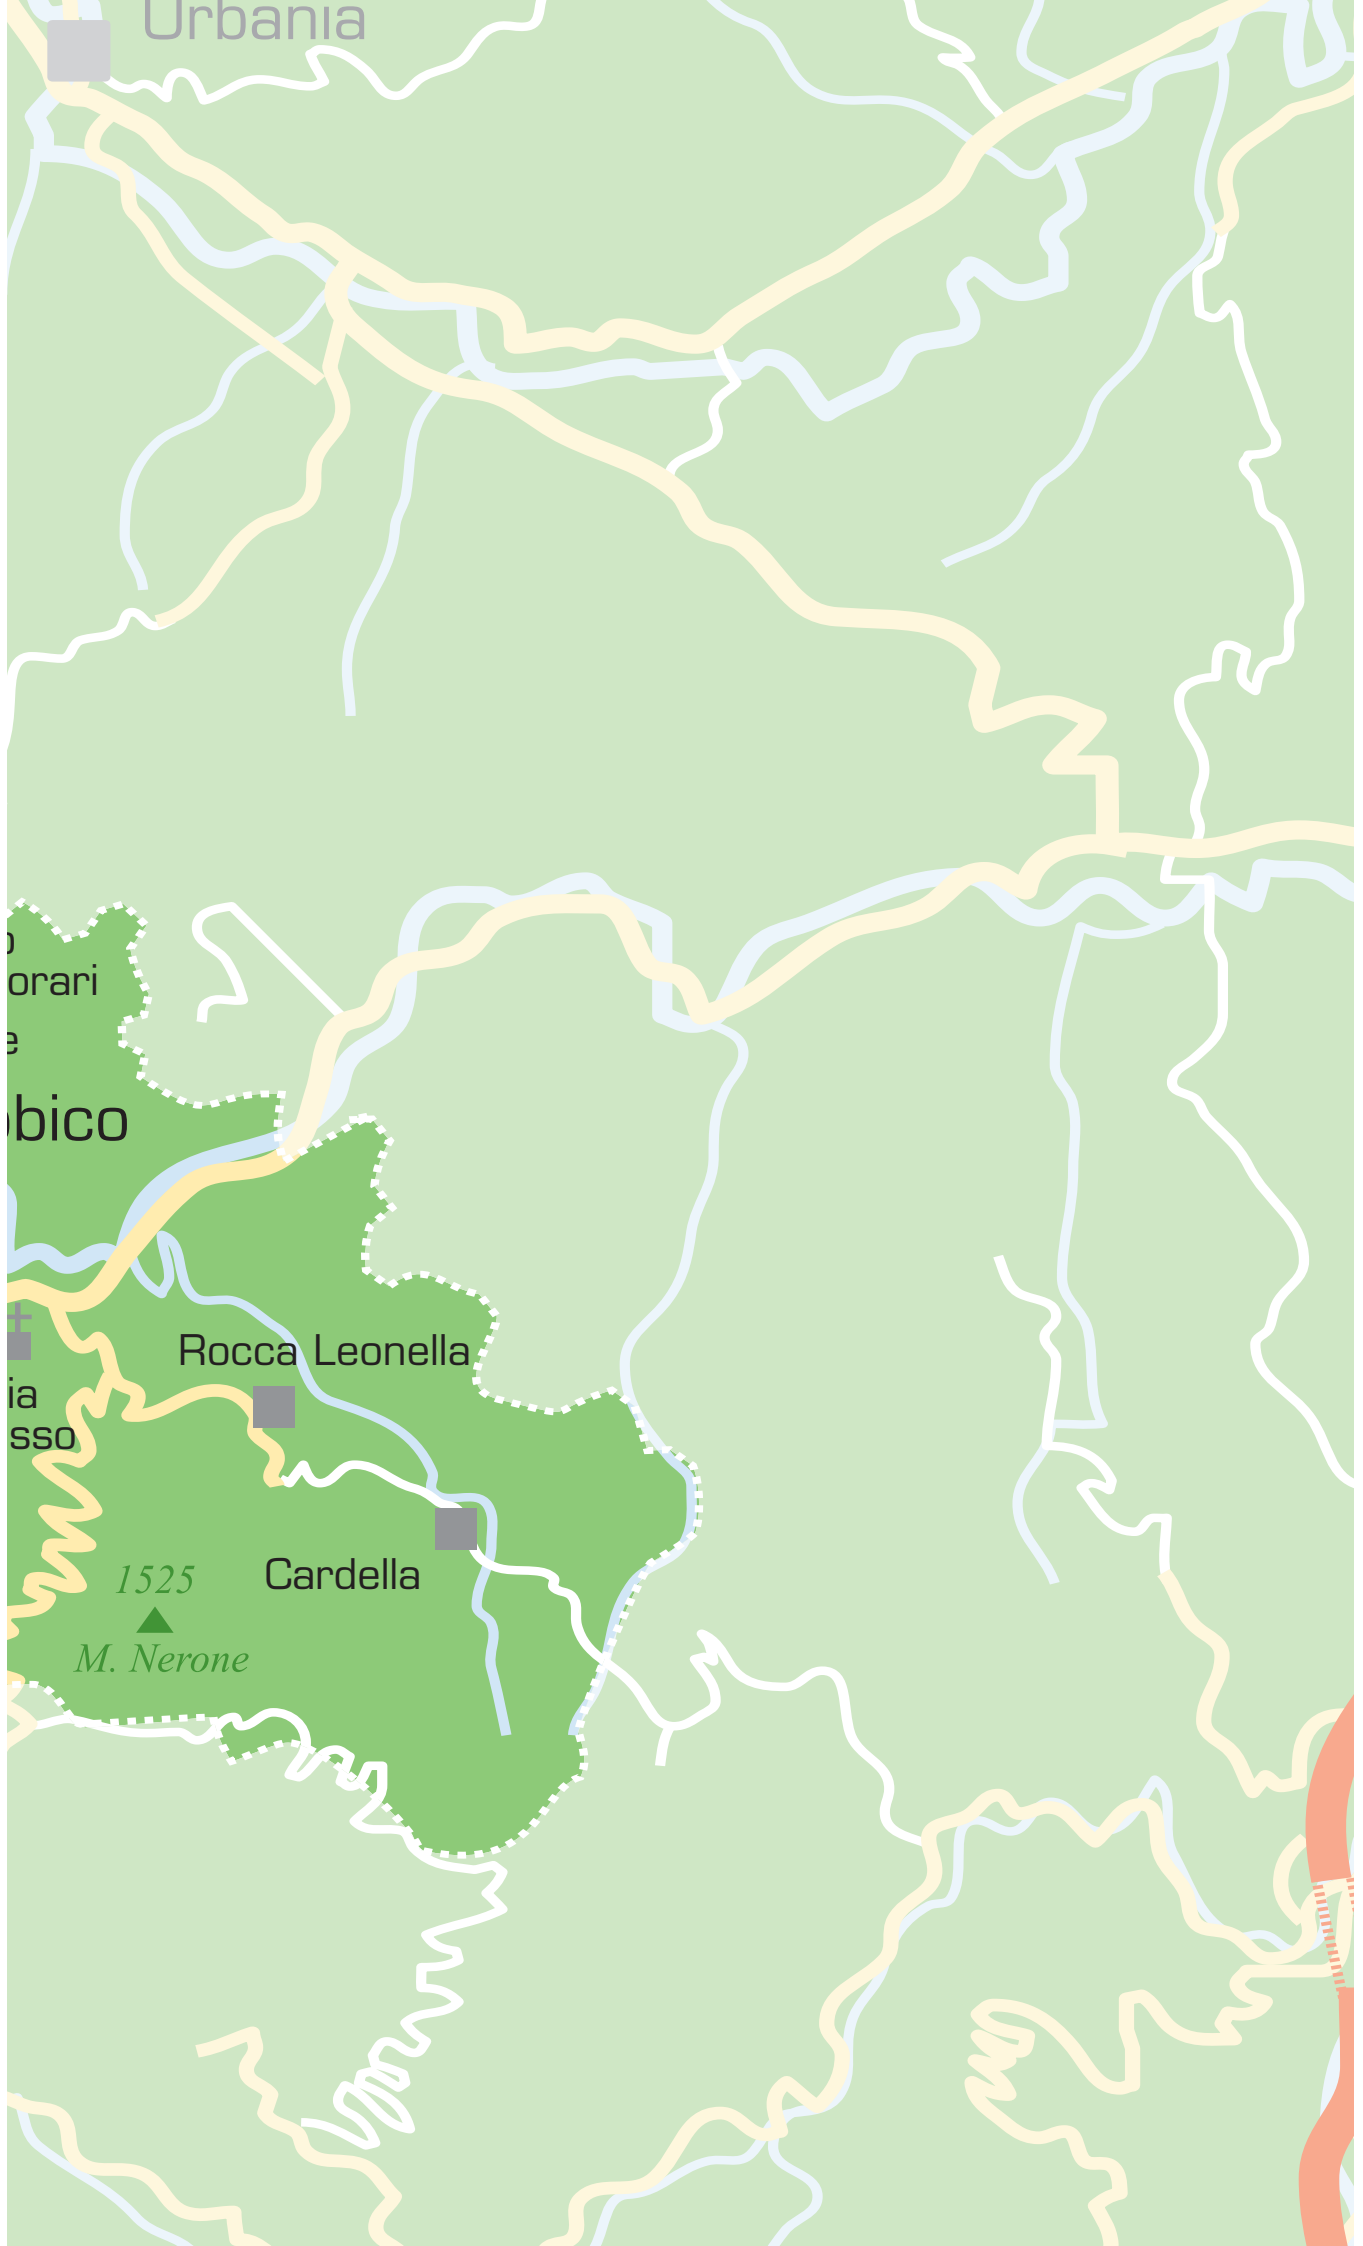 Urbania
o
orari
e
bico
Rocca Leonella
ia
sso
1525
Cardella
M. Nerone